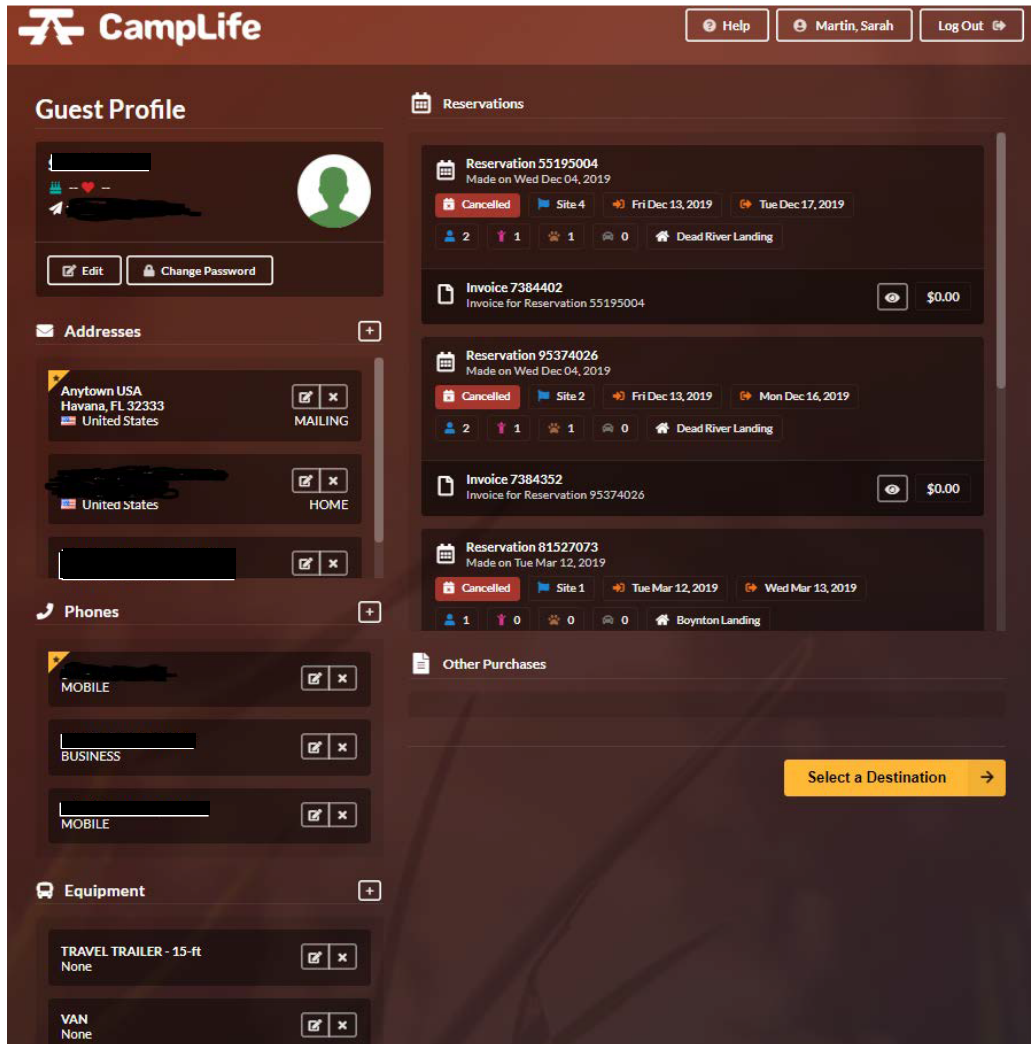 CampLife
Help
Martin, Sarah
Log Out
Guest Profile
-- --
Edit
Change Password
Addresses
Anytown USA
Havana, FL 32333
United States
MAILING
United States
HOME
Phones
MOBILE
BUSINESS
MOBILE
Equipment
TRAVEL TRAILER - 15-ft
None
VAN
None
Reservations
Reservation 55195004
Made on Wed Dec 04, 2019
Cancelled Site 4 Fri Dec 13, 2019 Tue Dec 17, 2019
2 1 1 0 Dead River Landing
Invoice 7384402
Invoice for Reservation 55195004
$0.00
Reservation 95374026
Made on Wed Dec 04, 2019
Cancelled Site 2 Fri Dec 13, 2019 Mon Dec 16, 2019
2 1 1 0 Dead River Landing
Invoice 7384352
Invoice for Reservation 95374026
$0.00
Reservation 81527073
Made on Tue Mar 12, 2019
Cancelled Site 1 Tue Mar 12, 2019 Wed Mar 13, 2019
1 0 0 0 Boynton Landing
Other Purchases
Select a Destination